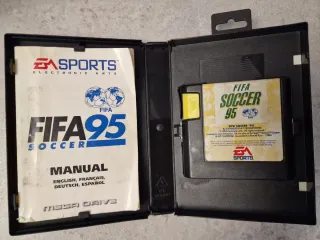 EA SPORTS
ELECTRONIC ARTS
FIFA
FIFA 95
SOCCER
MANUAL
ENGLISH, FRANÇAIS,
DEUTSCH, ESPAÑOL
MEGA DRIVE
FIFA
SOCCER
95
EA
SPORTS